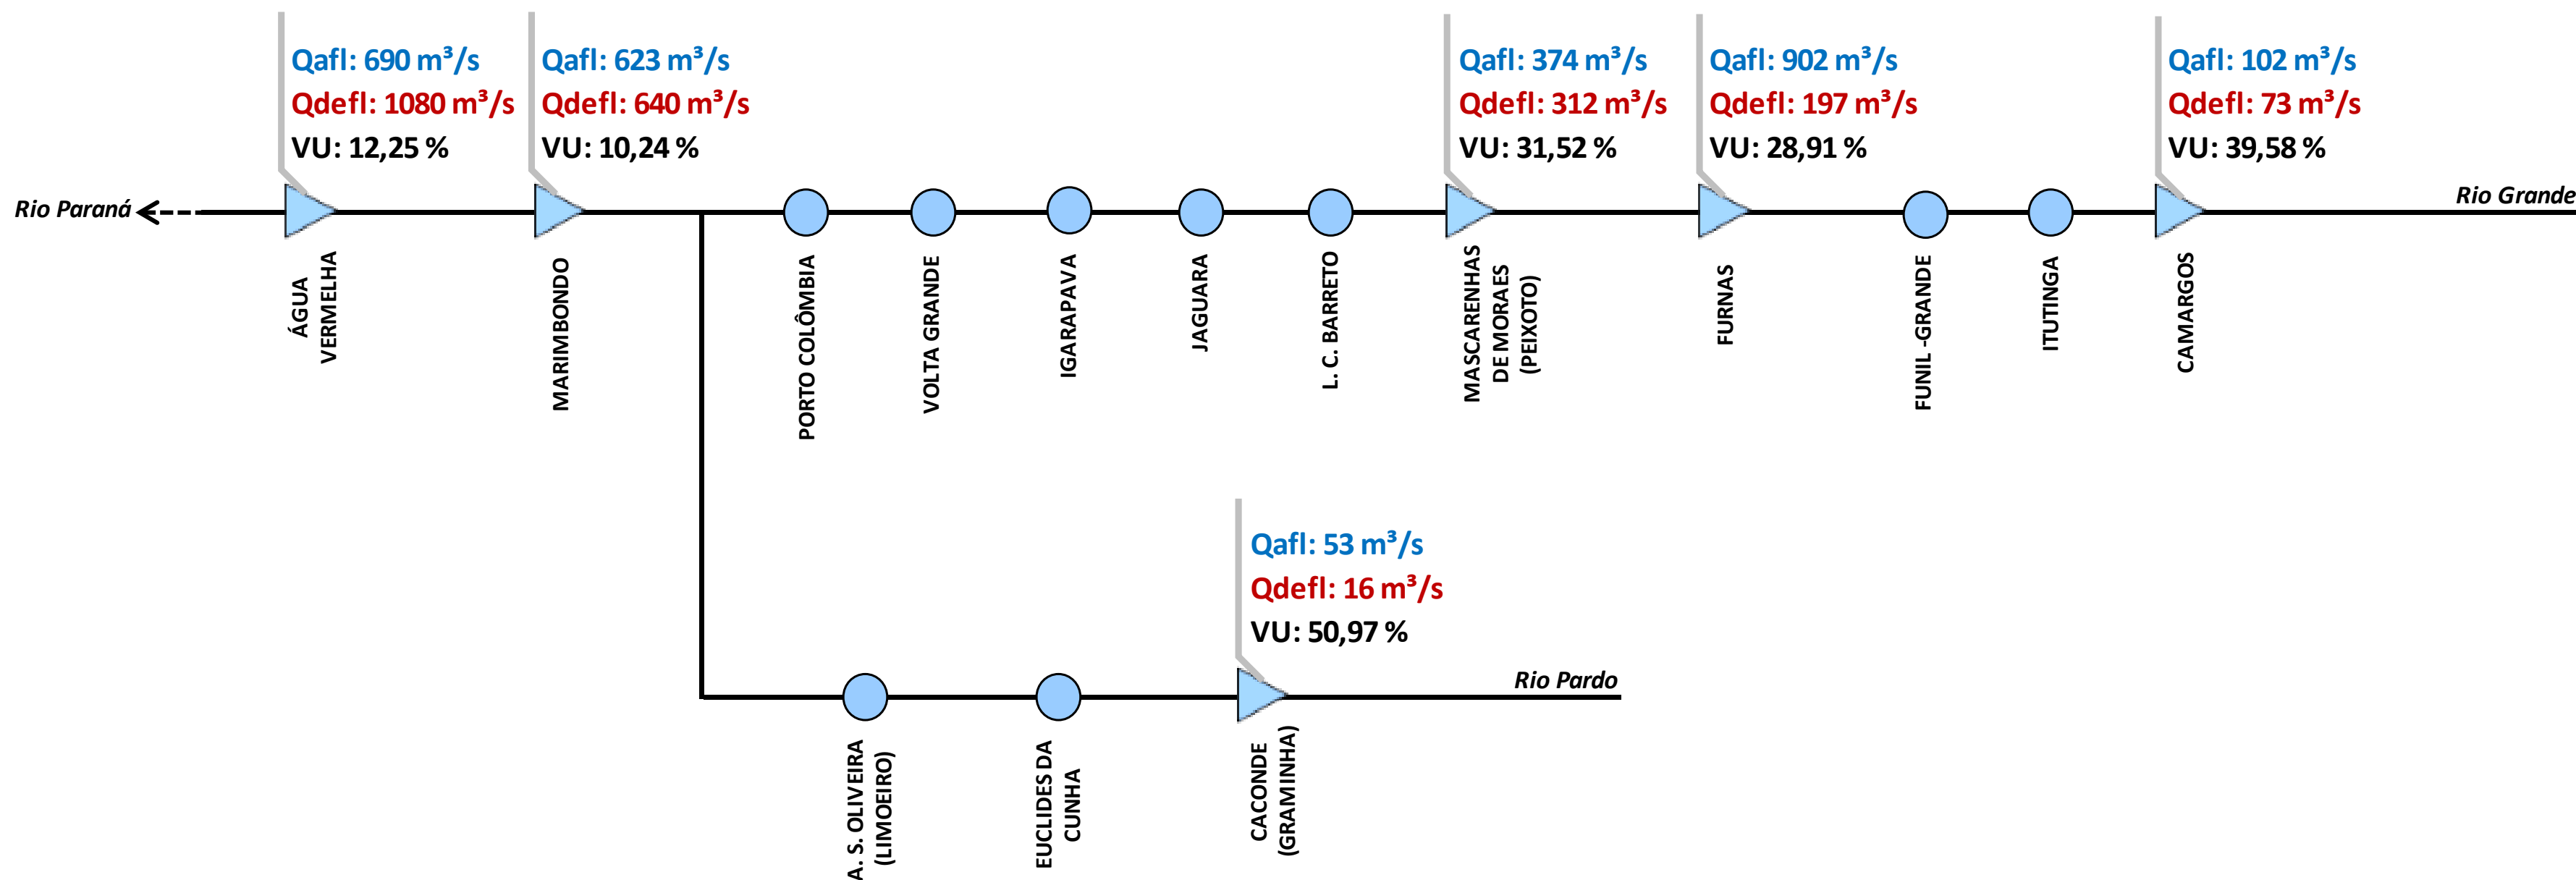 Qafl: 690 m³/s
Qdefl: 1080 m³/s
VU: 12,25 %
Qafl: 623 m³/s
Qdefl: 640 m³/s
VU: 10,24 %
Qafl: 374 m³/s
Qdefl: 312 m³/s
VU: 31,52 %
Qafl: 902 m³/s
Qdefl: 197 m³/s
VU: 28,91 %
Qafl: 102 m³/s
Qdefl: 73 m³/s
VU: 39,58 %
Rio Paraná
Rio Grande
ÁGUA
VERMELHA
MARIMBONDO
PORTO COLÔMBIA
VOLTA GRANDE
IGARAPAVA
JAGUARA
L. C. BARRETO
MASCARENHAS
DE MORAES
(PEIXOTO)
FURNAS
FUNIL -GRANDE
ITUTINGA
CAMARGOS
Qafl: 53 m³/s
Qdefl: 16 m³/s
VU: 50,97 %
Rio Pardo
A. S. OLIVEIRA
(LIMOEIRO)
EUCLIDES DA
CUNHA
CACONDE
(GRAMINHA)